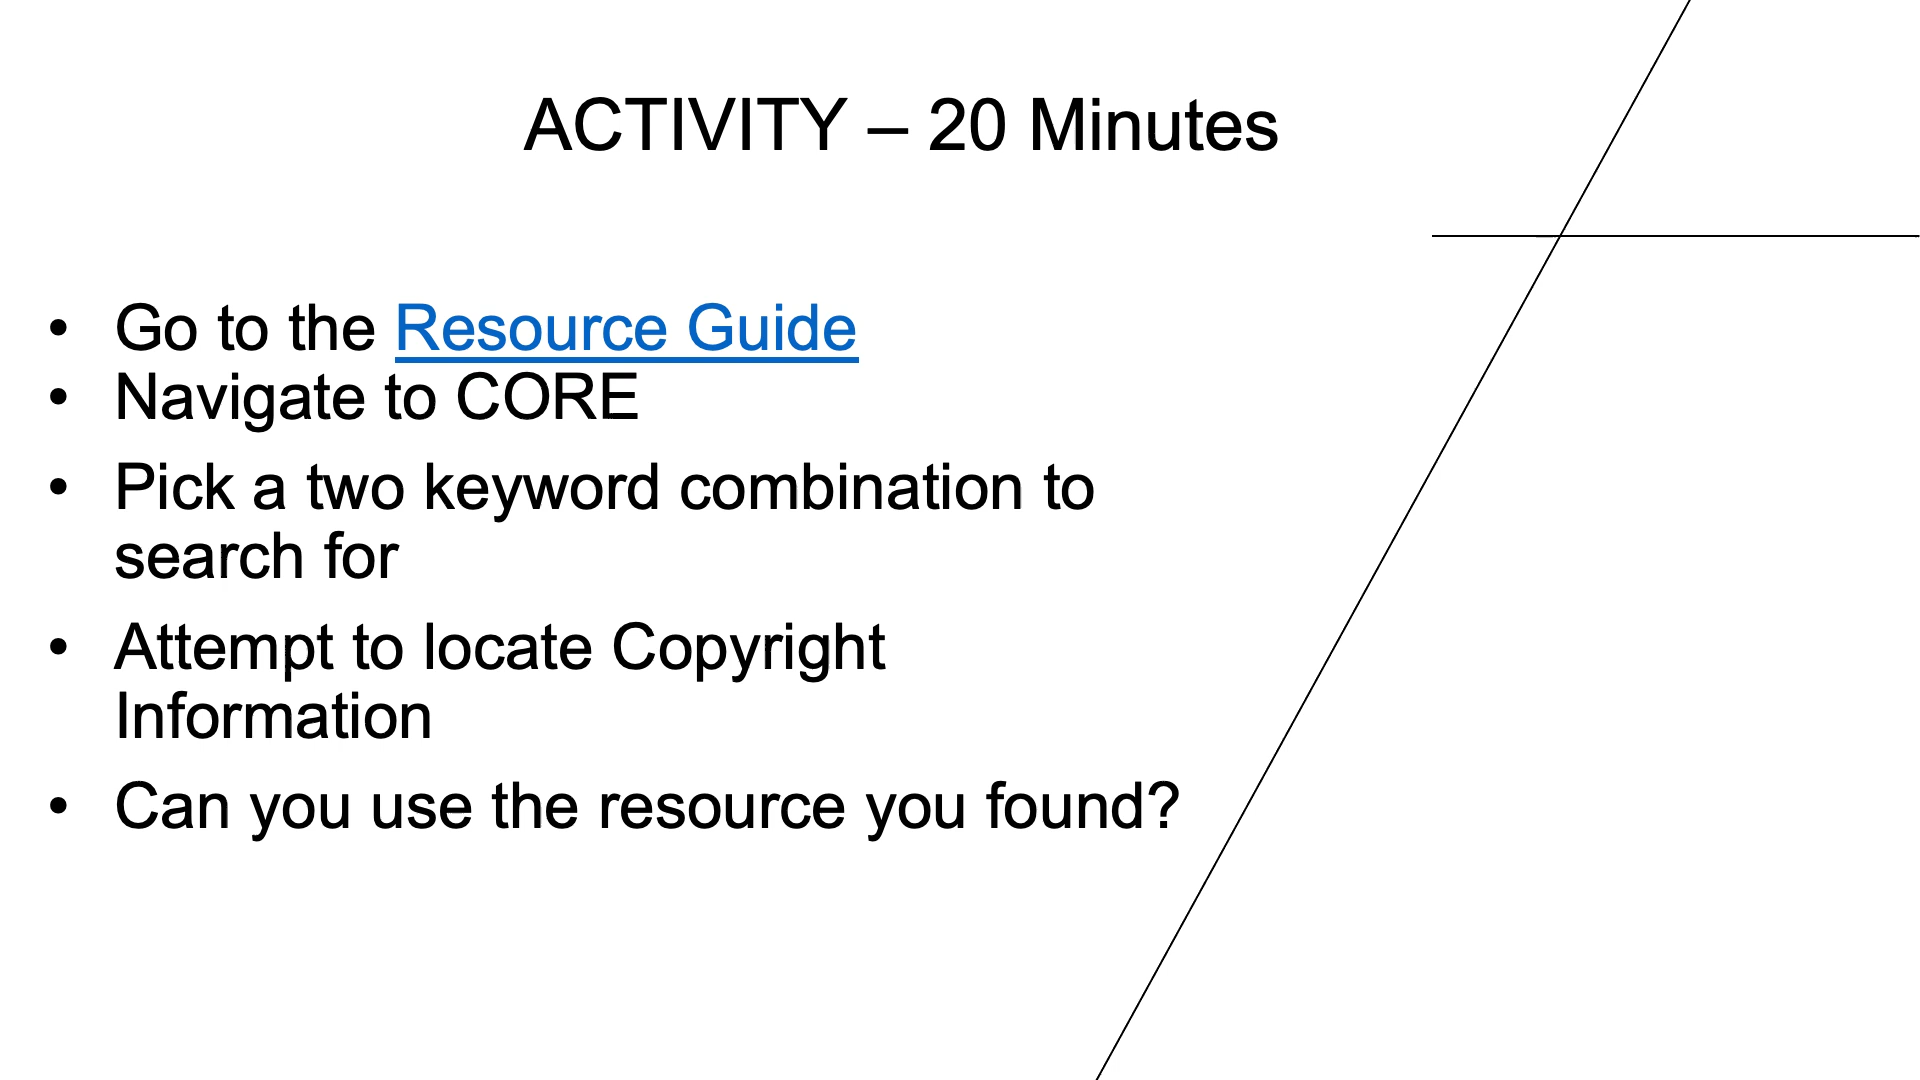 ACTIVITY – 20 Minutes
• Go to the Resource Guide
• Navigate to CORE
• Pick a two keyword combination to
search for
• Attempt to locate Copyright
Information
• Can you use the resource you found?